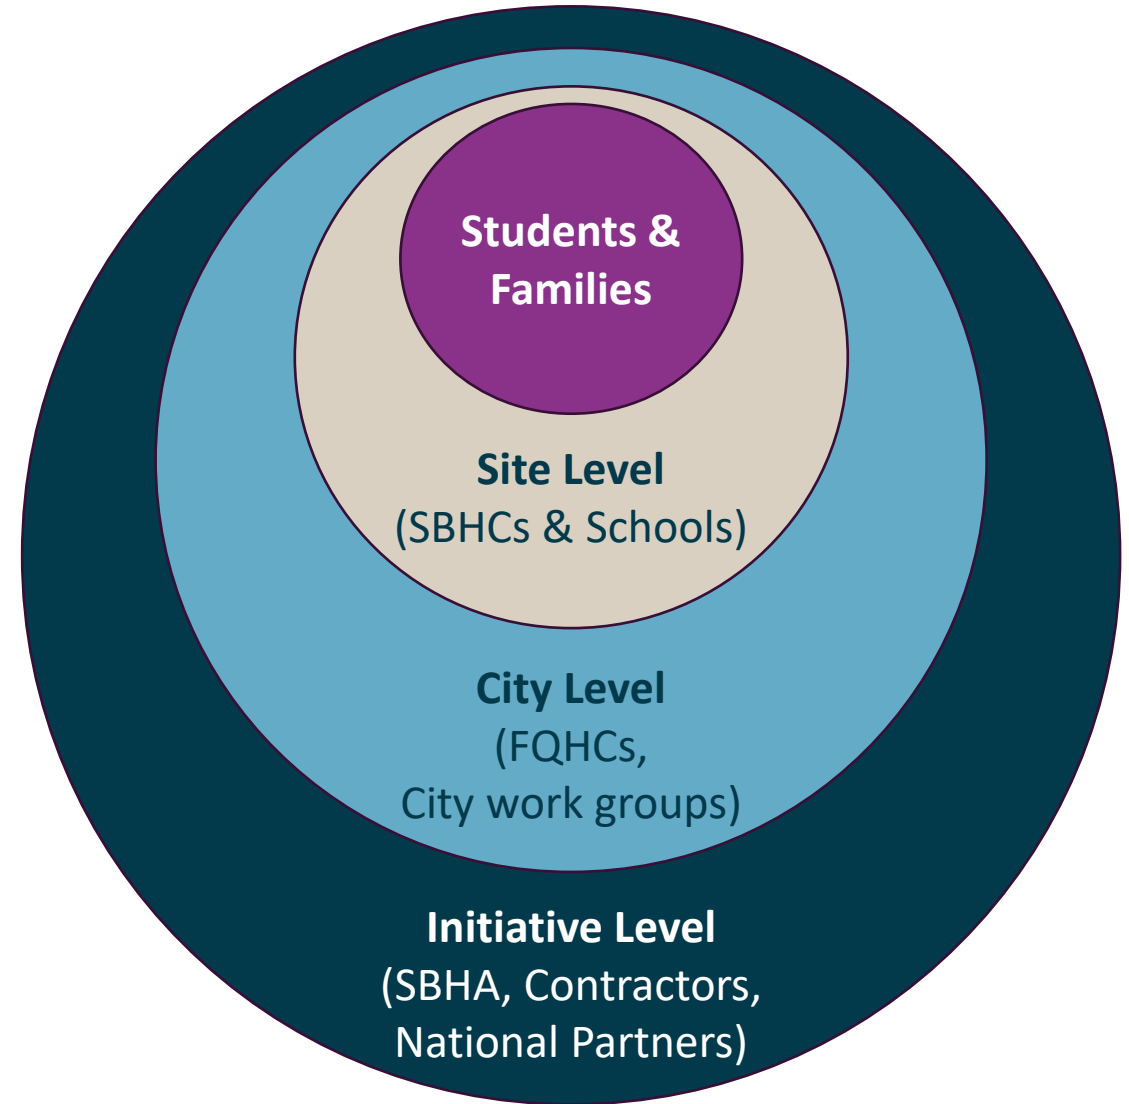 Students &
Families
Site Level
(SBHCs & Schools)
City Level
(FQHCs,
City work groups)
Initiative Level
(SBHA, Contractors,
National Partners)